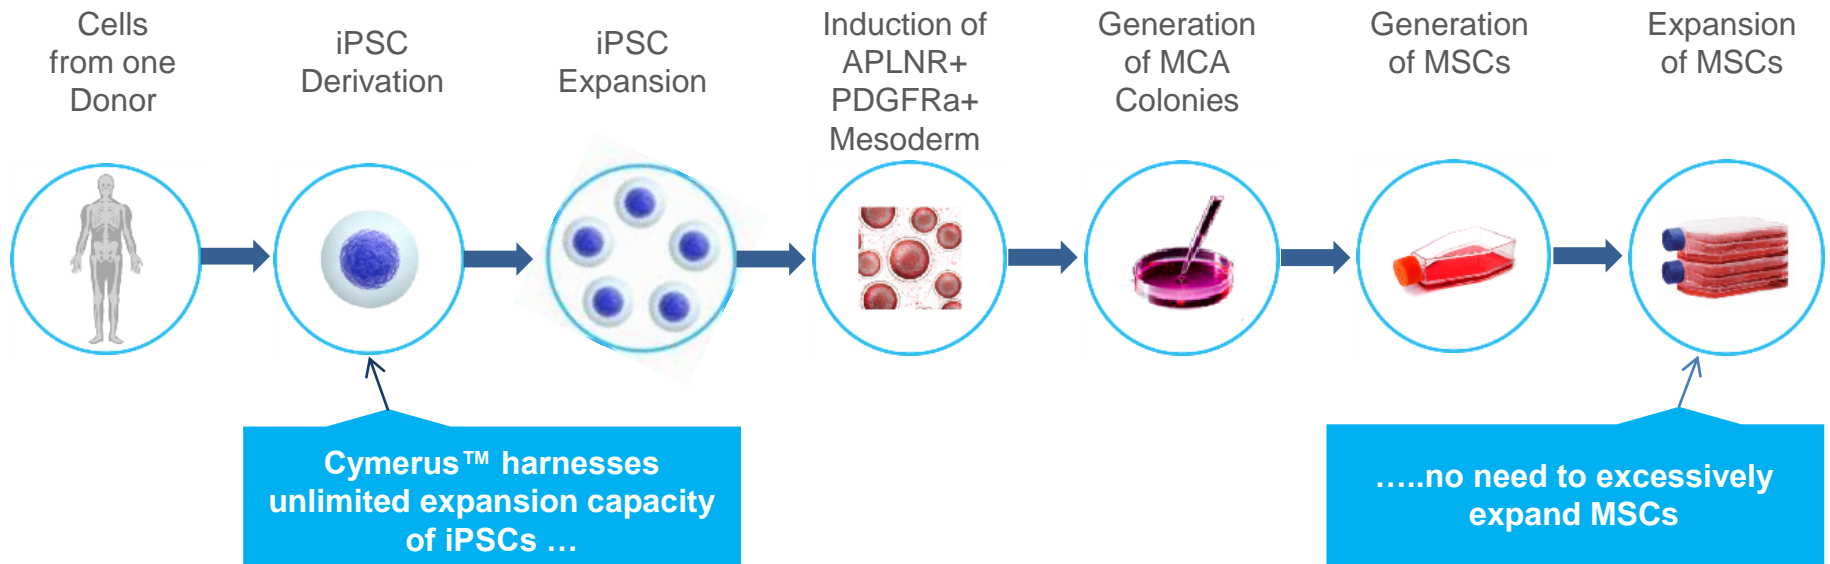 Cells
from one
Donor
iPSC
Derivation
iPSC
Expansion
Induction of
APLNR+
PDGFRa+
Mesoderm
Generation
of MCA
Colonies
Generation
of MSCs
Expansion
of MSCs
Cymerus™ harnesses
unlimited expansion capacity
of iPSCs …
…..no need to excessively
expand MSCs